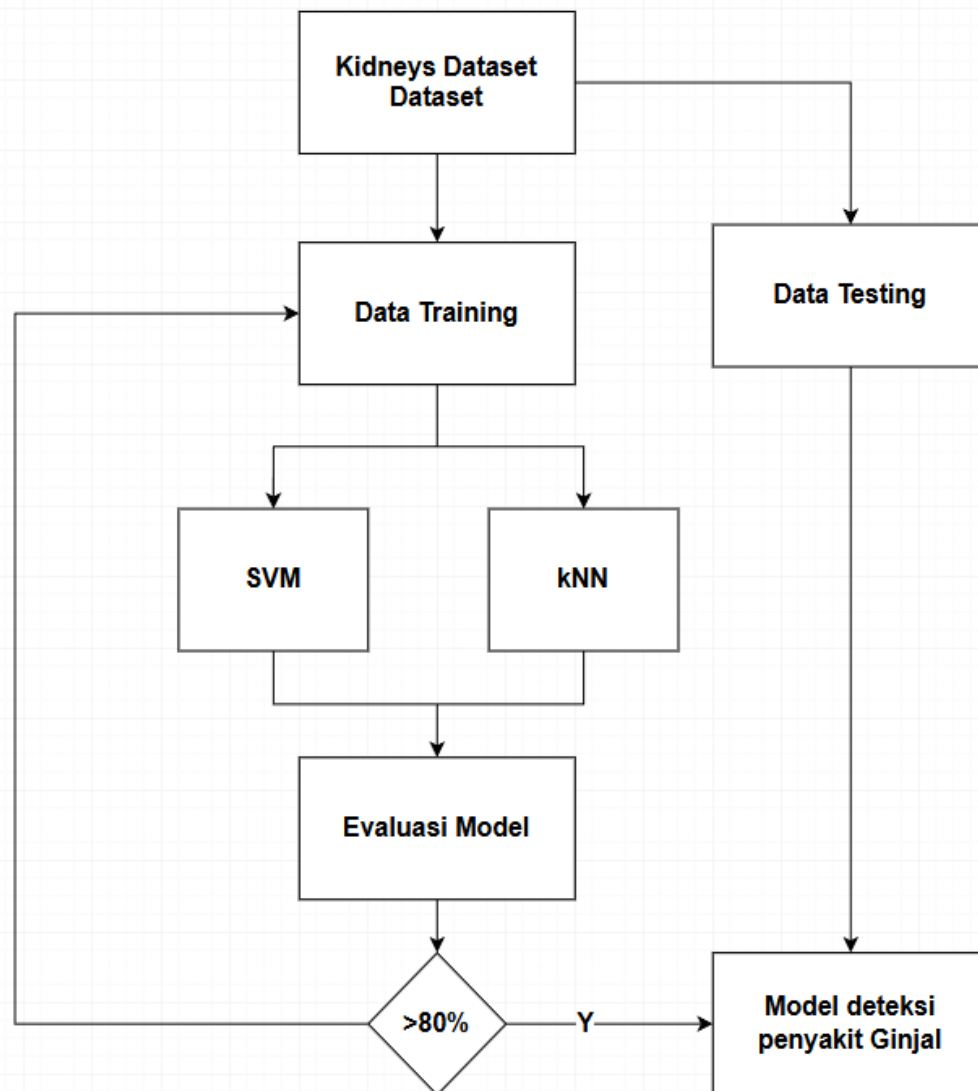 Kidneys Dataset
Dataset
Data Training
Data Testing
SVM
kNN
Evaluasi Model
>80%
Y
Model deteksi
penyakit Ginjal